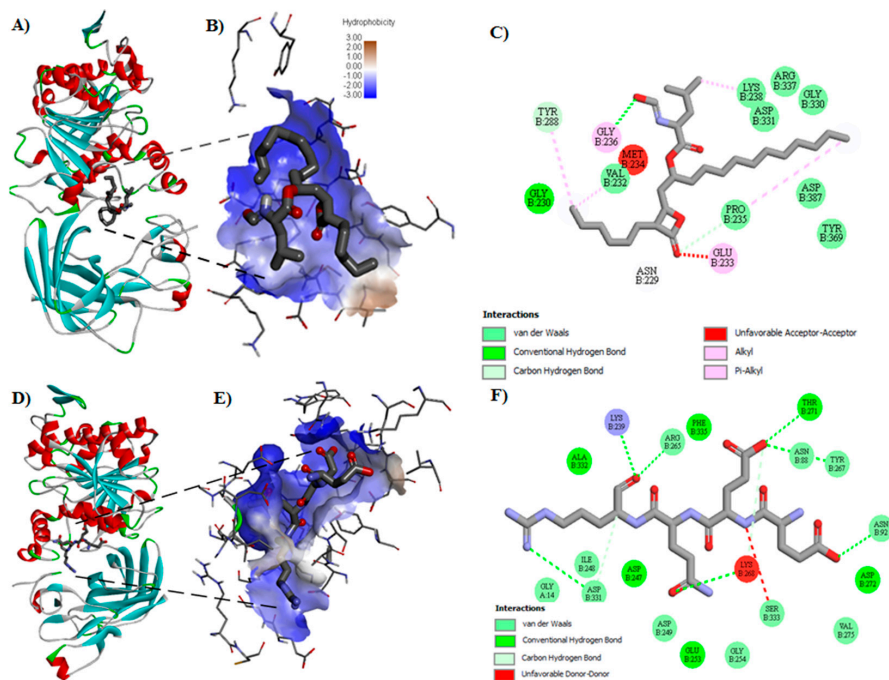 A)
B)
Hydrophobicity
3.00
2.00
1.00
0.00
-1.00
-2.00
-3.00
C)
TYR
B:288
GLY
B:236
MET
B:234
VAL
B:232
GLY
B:230
LYS
B:238
ARG
B:337
GLY
B:330
ASP
B:331
PRO
B:235
ASP
B:387
TYR
B:369
GLU
B:233
ASN
B:229
Interactions
van der Waals
Conventional Hydrogen Bond
Carbon Hydrogen Bond
Unfavorable Acceptor-Acceptor
Alkyl
Pi-Alkyl
D)
E)
F)
LYS
B:239
ARG
B:265
PHE
B:335
THR
B:271
ALA
B:332
ASN
B:88
TYR
B:267
ASN
B:92
ILE
B:248
ASP
B:247
LYS
B:268
ASP
B:272
GLY
A:14
ASP
B:331
SER
B:333
VAL
B:275
ASP
B:249
GLU
B:253
GLY
B:254
Interactions
van der Waals
Conventional Hydrogen Bond
Carbon Hydrogen Bond
Unfavorable Donor-Donor